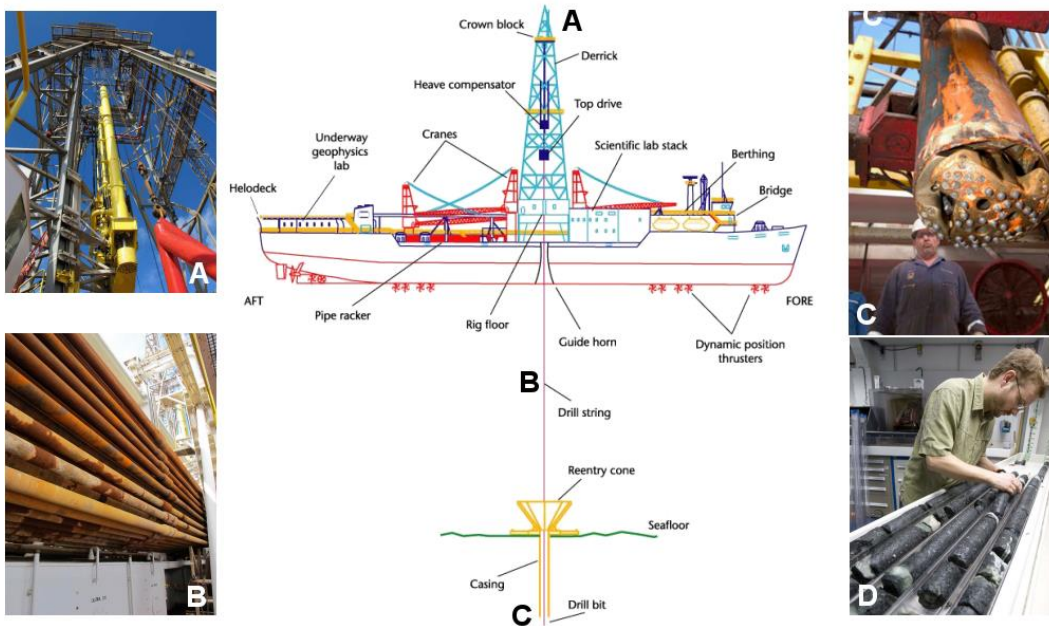 A
Crown block
Derrick
Heave compensator
Top drive
Underway
geophysics
lab
Cranes
Scientific lab stack
Berthing
Helodeck
Bridge
AFT
FORE
Pipe racker
Rig floor
Guide horn
Dynamic position
thrusters
B
Drill string
Reentry cone
Seafloor
Casing
C
Drill bit
A
B
C
C
D